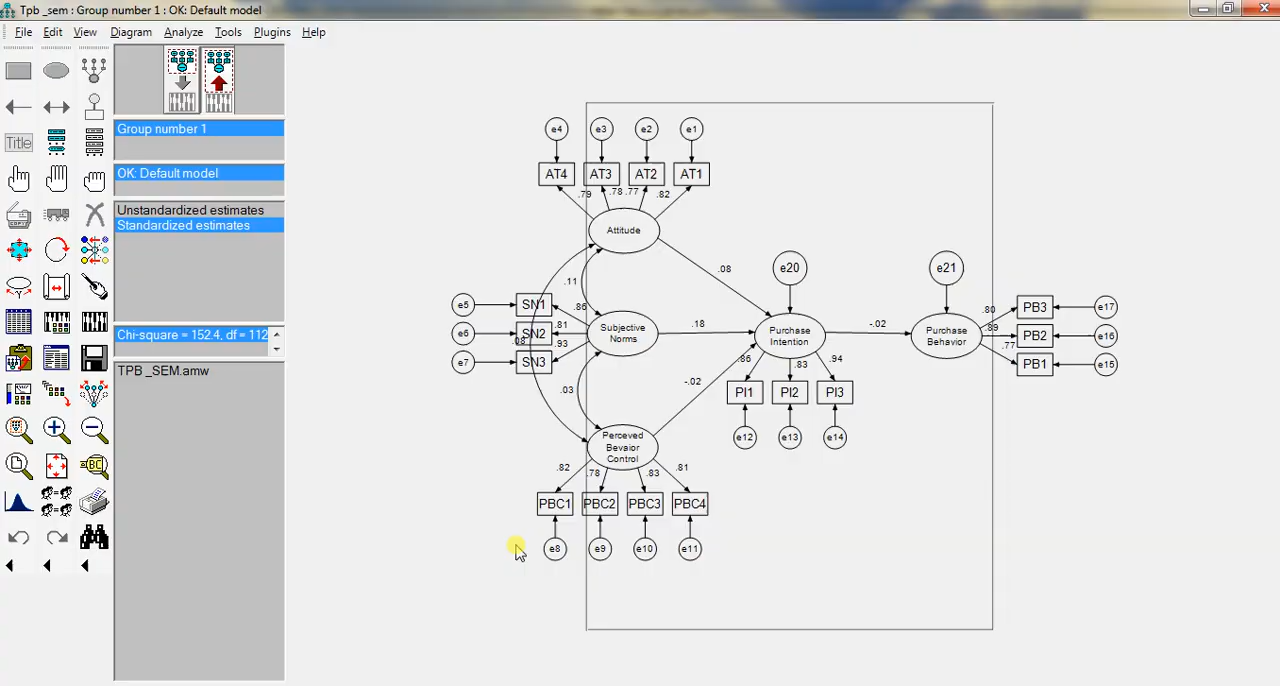 Tpb _sem : Group number 1 : OK: Default model
File Edit View Diagram Analyze Tools Plugins Help
Title
Group number 1
OK: Default model
Unstandardized estimates
Standardized estimates
Chi-square = 152.4, df = 112
TPB _SEM.amw
COPY
ABC
e4 e3 e2 e1
AT4 AT3 AT2 AT1
.79 .78 .77 .82
Attitude
.08
.11
e20 e21
e5 SN1 .86
e6 SN2 .81
e7 SN3 .93
.08
Subjective
Norms
.18
Purchase
Intention
-.02
Purchase
Behavior
.80 PB3 e17
.89 PB2 e16
.77 PB1 e15
.86 .83 .94
PI1 PI2 PI3
e12 e13 e14
.03
-.02
Perceved
Bevaior
Control
.82 .78 .83 .81
PBC1 PBC2 PBC3 PBC4
e8 e9 e10 e11